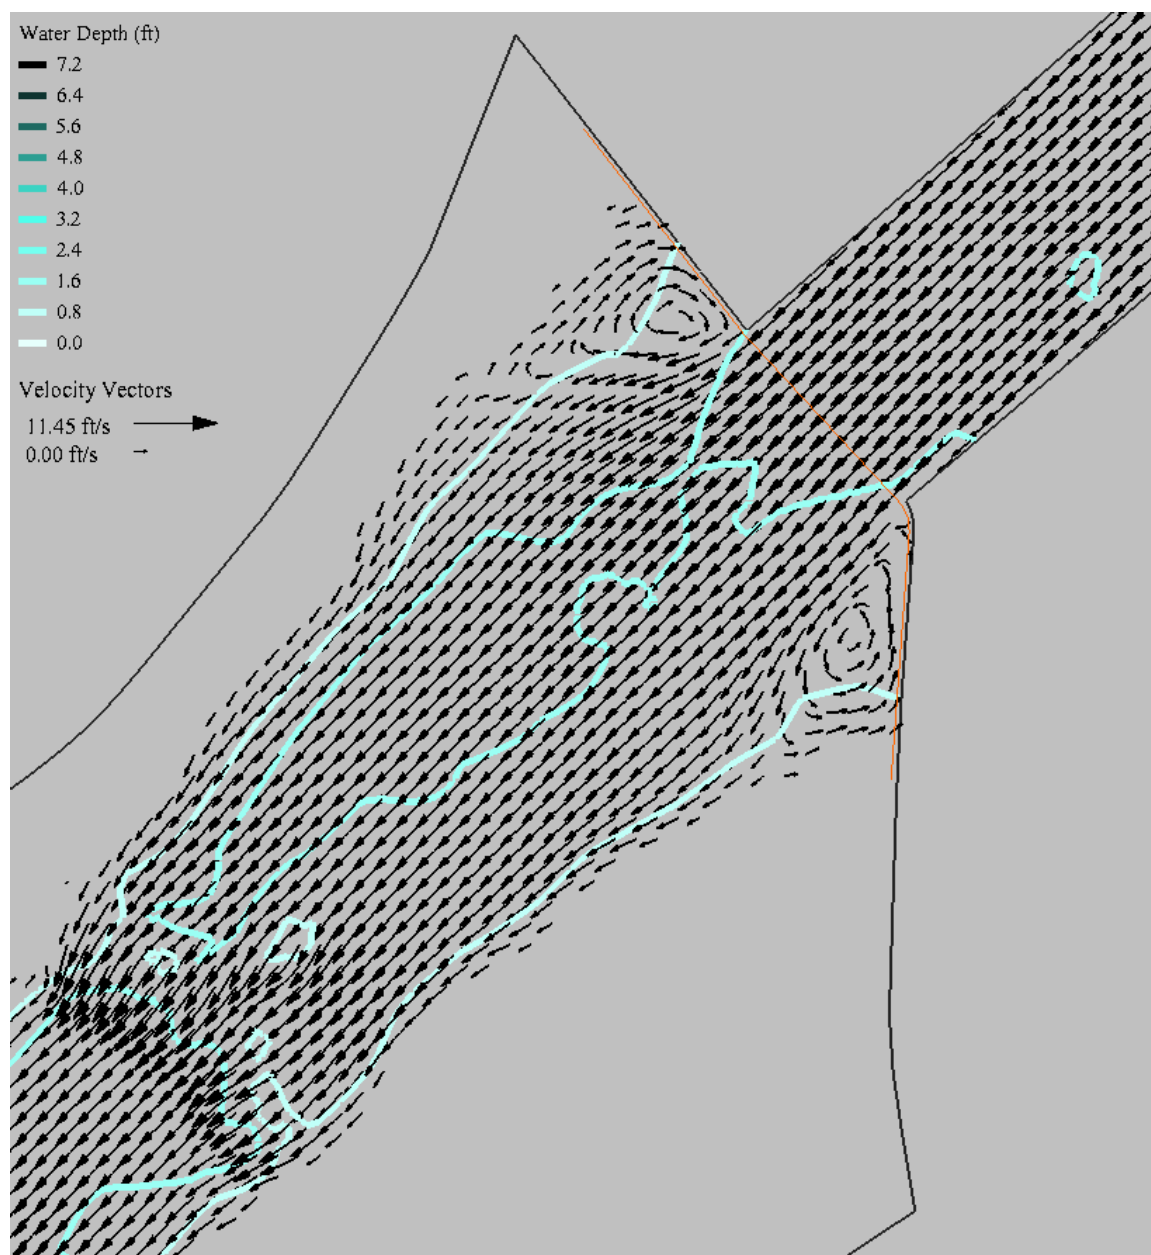 Water Depth (ft)
7.2
6.4
5.6
4.8
4.0
3.2
2.4
1.6
0.8
0.0
Velocity Vectors
11.45 ft/s
0.00 ft/s